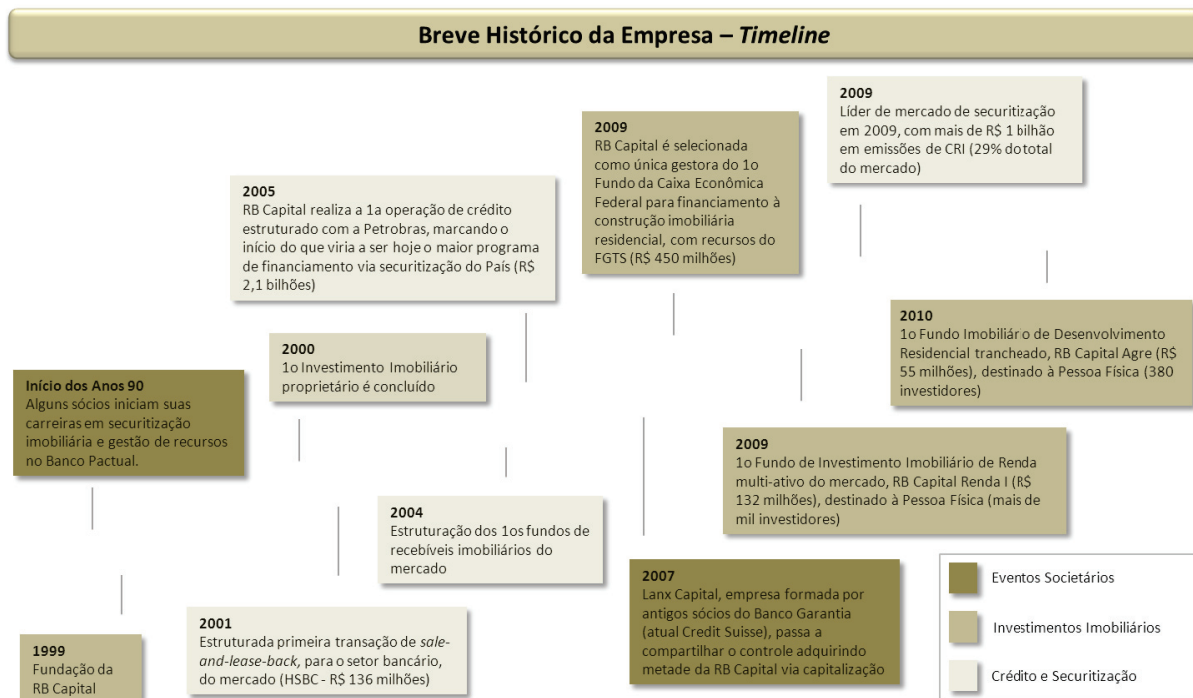 Breve Histórico da Empresa – Timeline
2009
Líder de mercado de securitização
em 2009, com mais de R$ 1 bilhão
em emissões de CRI (29% do total
do mercado)
2009
RB Capital é selecionada
como única gestora do 1o
Fundo da Caixa Econômica
Federal para financiamento à
construção imobiliária
residencial, com recursos do
FGTS (R$ 450 milhões)
2005
RB Capital realiza a 1a operação de crédito
estruturado com a Petrobras, marcando o
início do que viria a ser hoje o maior programa
de financiamento via securitização do País (R$
2,1 bilhões)
2010
1o Fundo Imobiliário de Desenvolvimento
Residencial trancheado, RB Capital Agre (R$
55 milhões), destinado à Pessoa Física (380
investidores)
2000
1o Investimento Imobiliário
proprietário é concluído
Início dos Anos 90
Alguns sócios iniciam suas
carreiras em securitização
imobiliária e gestão de recursos
no Banco Pactual.
2009
1o Fundo de Investimento Imobiliário de Renda
multi-ativo do mercado, RB Capital Renda I (R$
132 milhões), destinado à Pessoa Física (mais de
mil investidores)
2004
Estruturação dos 1os fundos de
recebíveis imobiliários do
mercado
2007
Lanx Capital, empresa formada por
antigos sócios do Banco Garantia
(atual Credit Suisse), passa a
compartilhar o controle adquirindo
metade da RB Capital via capitalização
2001
Estruturada primeira transação de sale-
and-lease-back, para o setor bancário,
do mercado (HSBC - R$ 136 milhões)
1999
Fundação da
RB Capital
Eventos Societários
Investimentos Imobiliários
Crédito e Securitização